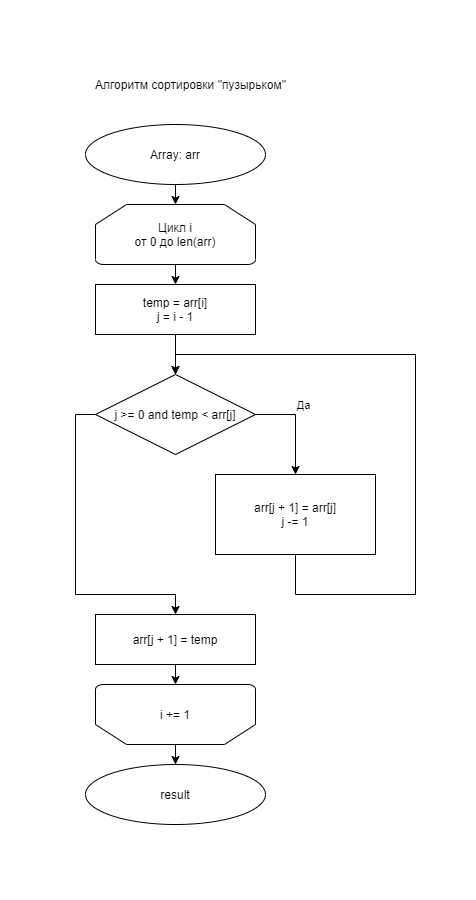 Алгоритм сортировки "пузырьком"
Array: arr
Цикл i
от 0 до len(arr)
temp = arr[i]
j = i - 1
j >= 0 and temp < arr[j]
Да
arr[j + 1] = arr[j]
j -= 1
arr[j + 1] = temp
i += 1
result